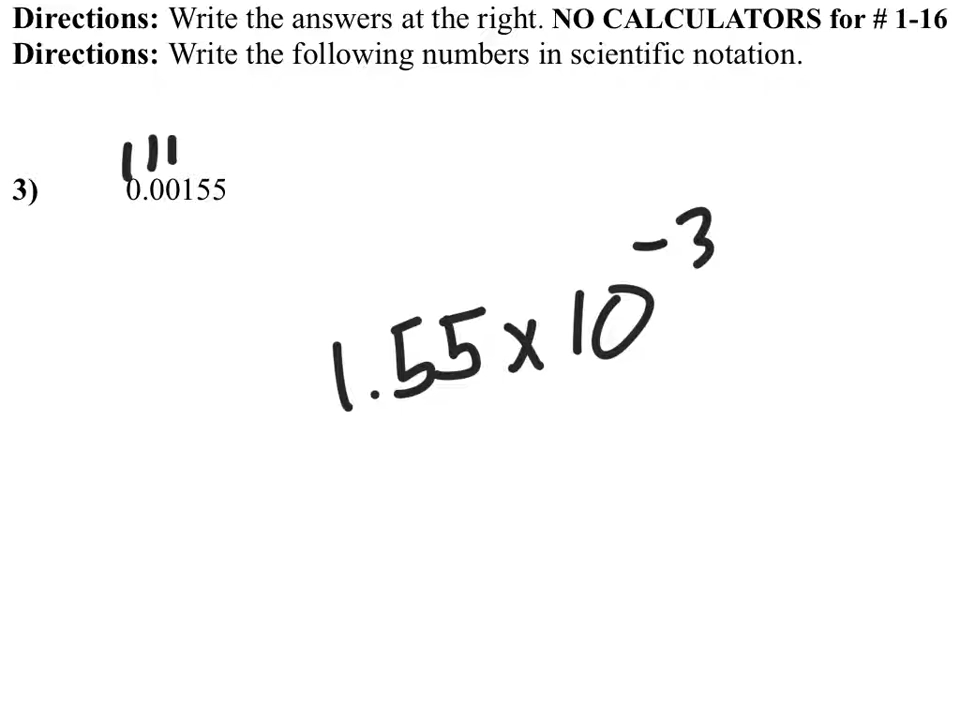 Directions: Write the answers at the right. NO CALCULATORS for # 1-16
Directions: Write the following numbers in scientific notation.
3) 0.00155
1.55 x 10^-3